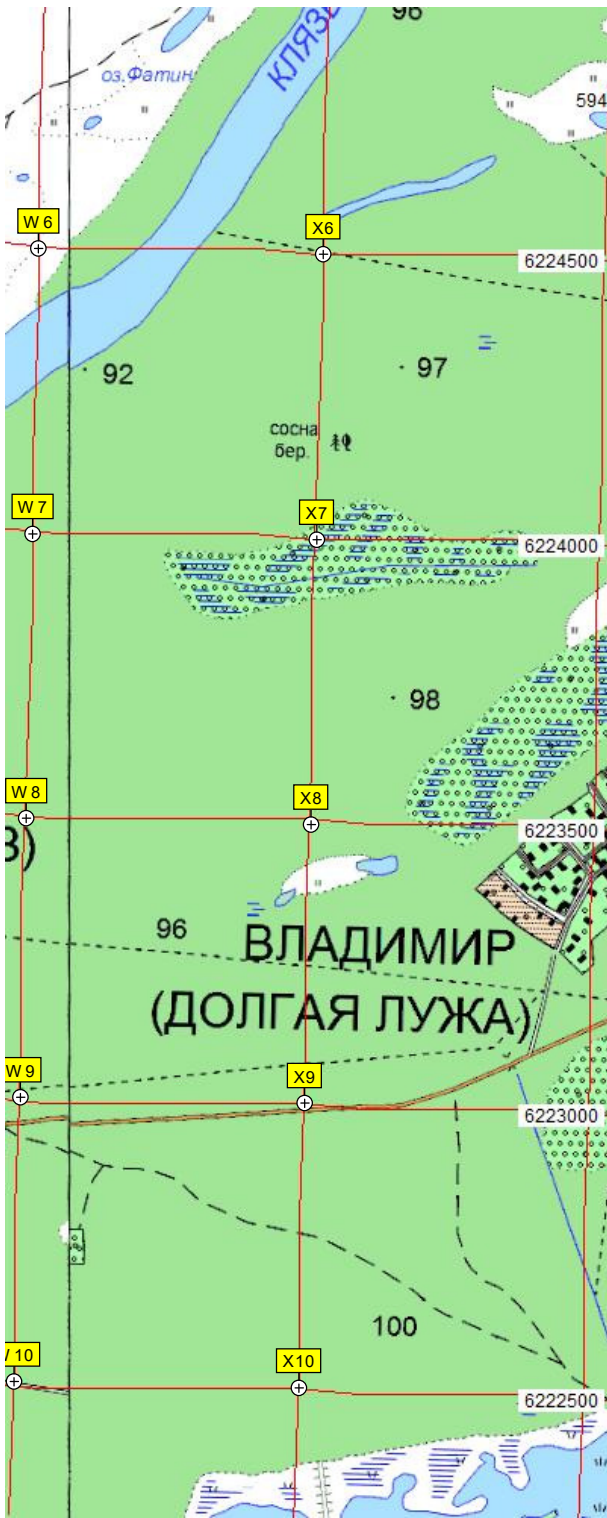 96
КЛЯЗ
оз.Фатин
594
W 6
X6
6224500
92
97
сосна
бер.
W 7
X7
6224000
98
W 8
X8
6223500
В)
96
ВЛАДИМИР
(ДОЛГАЯ ЛУЖА)
W 9
X9
6223000
100
10
X10
6222500